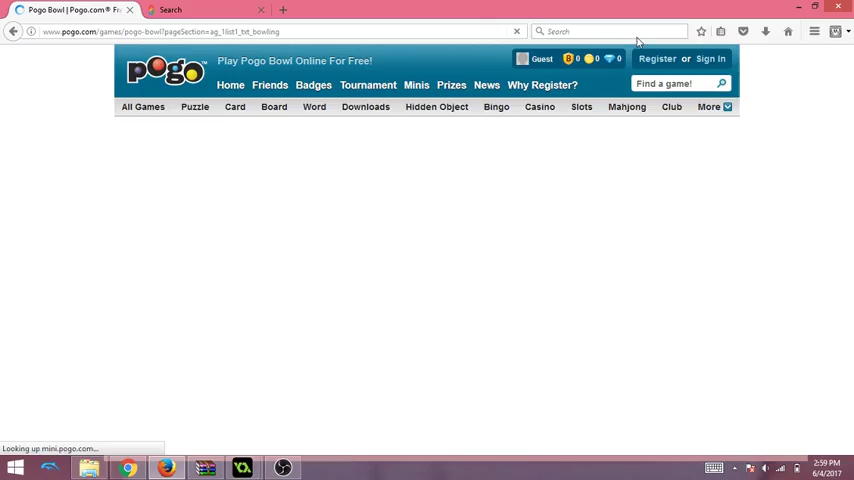 Pogo Bowl | Pogo.com® Fr
Search
www.pogo.com/games/pogo-bowl?pageSection=ag_1list1_txt_bowling
Search
pogo™
Play Pogo Bowl Online For Free!
Guest
0
0
0
Register or Sign In
Home Friends Badges Tournament Minis Prizes News Why Register?
Find a game!
All Games Puzzle Card Board Word Downloads Hidden Object Bingo Casino Slots Mahjong Club More
Looking up mini.pogo.com...
2:59 PM
6/4/2017